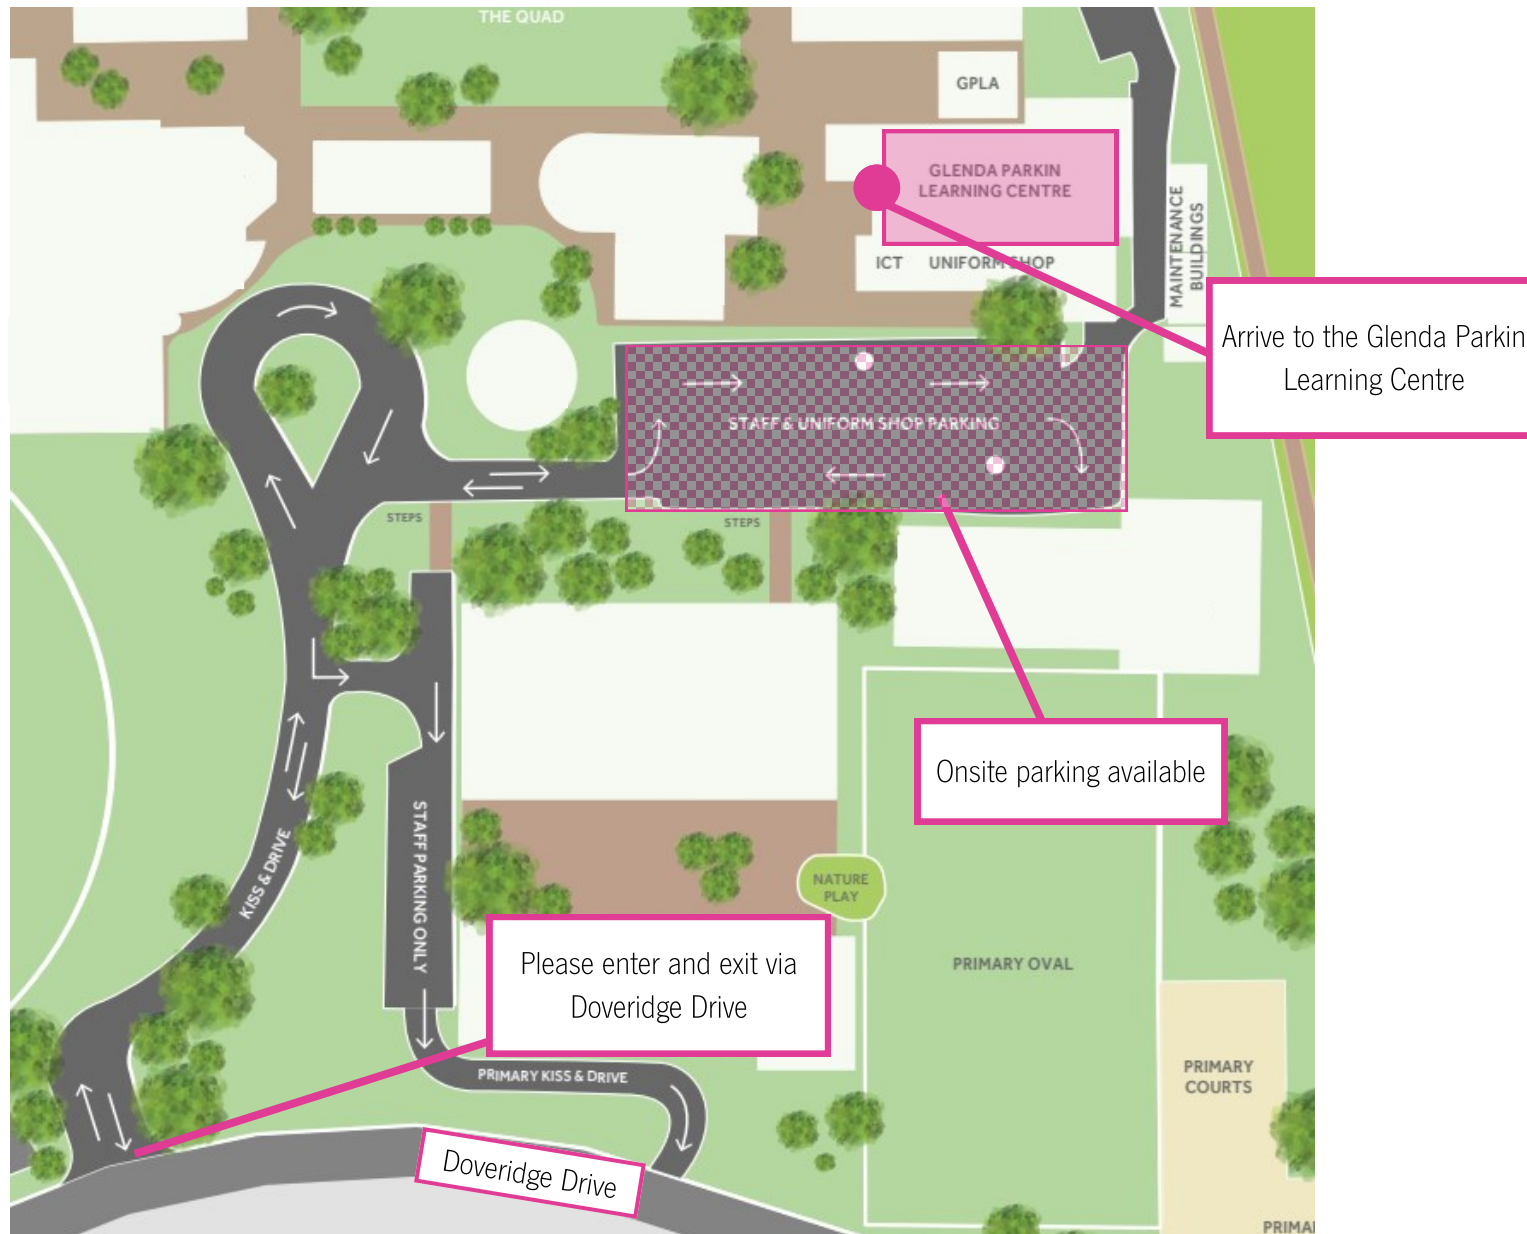 THE QUAD
GPLA
GLENDA PARKIN
LEARNING CENTRE
MAINTENANCE
BUILDINGS
ICT
UNIFORM SHOP
Arrive to the Glenda Parkin
Learning Centre
STAFF & UNIFORM SHOP PARKING
STEPS
STEPS
Onsite parking available
STAFF PARKING ONLY
KISS & DRIVE
NATURE
PLAY
Please enter and exit via
Doveridge Drive
PRIMARY OVAL
PRIMARY KISS & DRIVE
PRIMARY
COURTS
Doveridge Drive